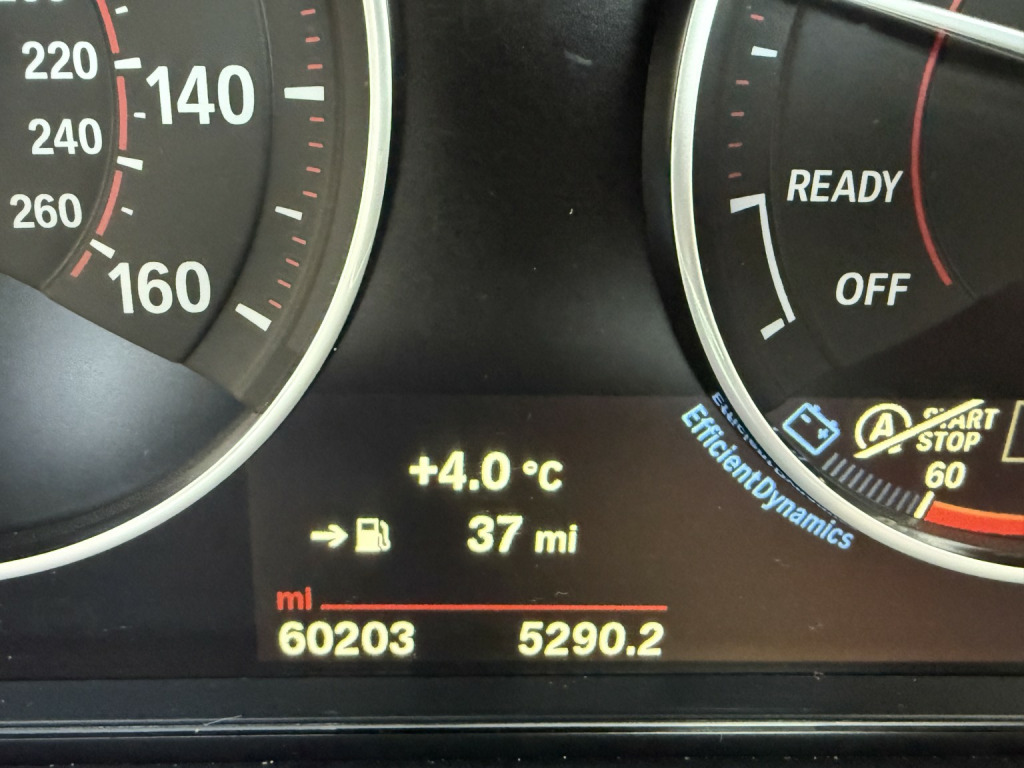 220
140
240
260
160
READY
OFF
EfficientDynamics
A START
STOP
60
+4.0 °C
37 mi
mi
60203 5290.2